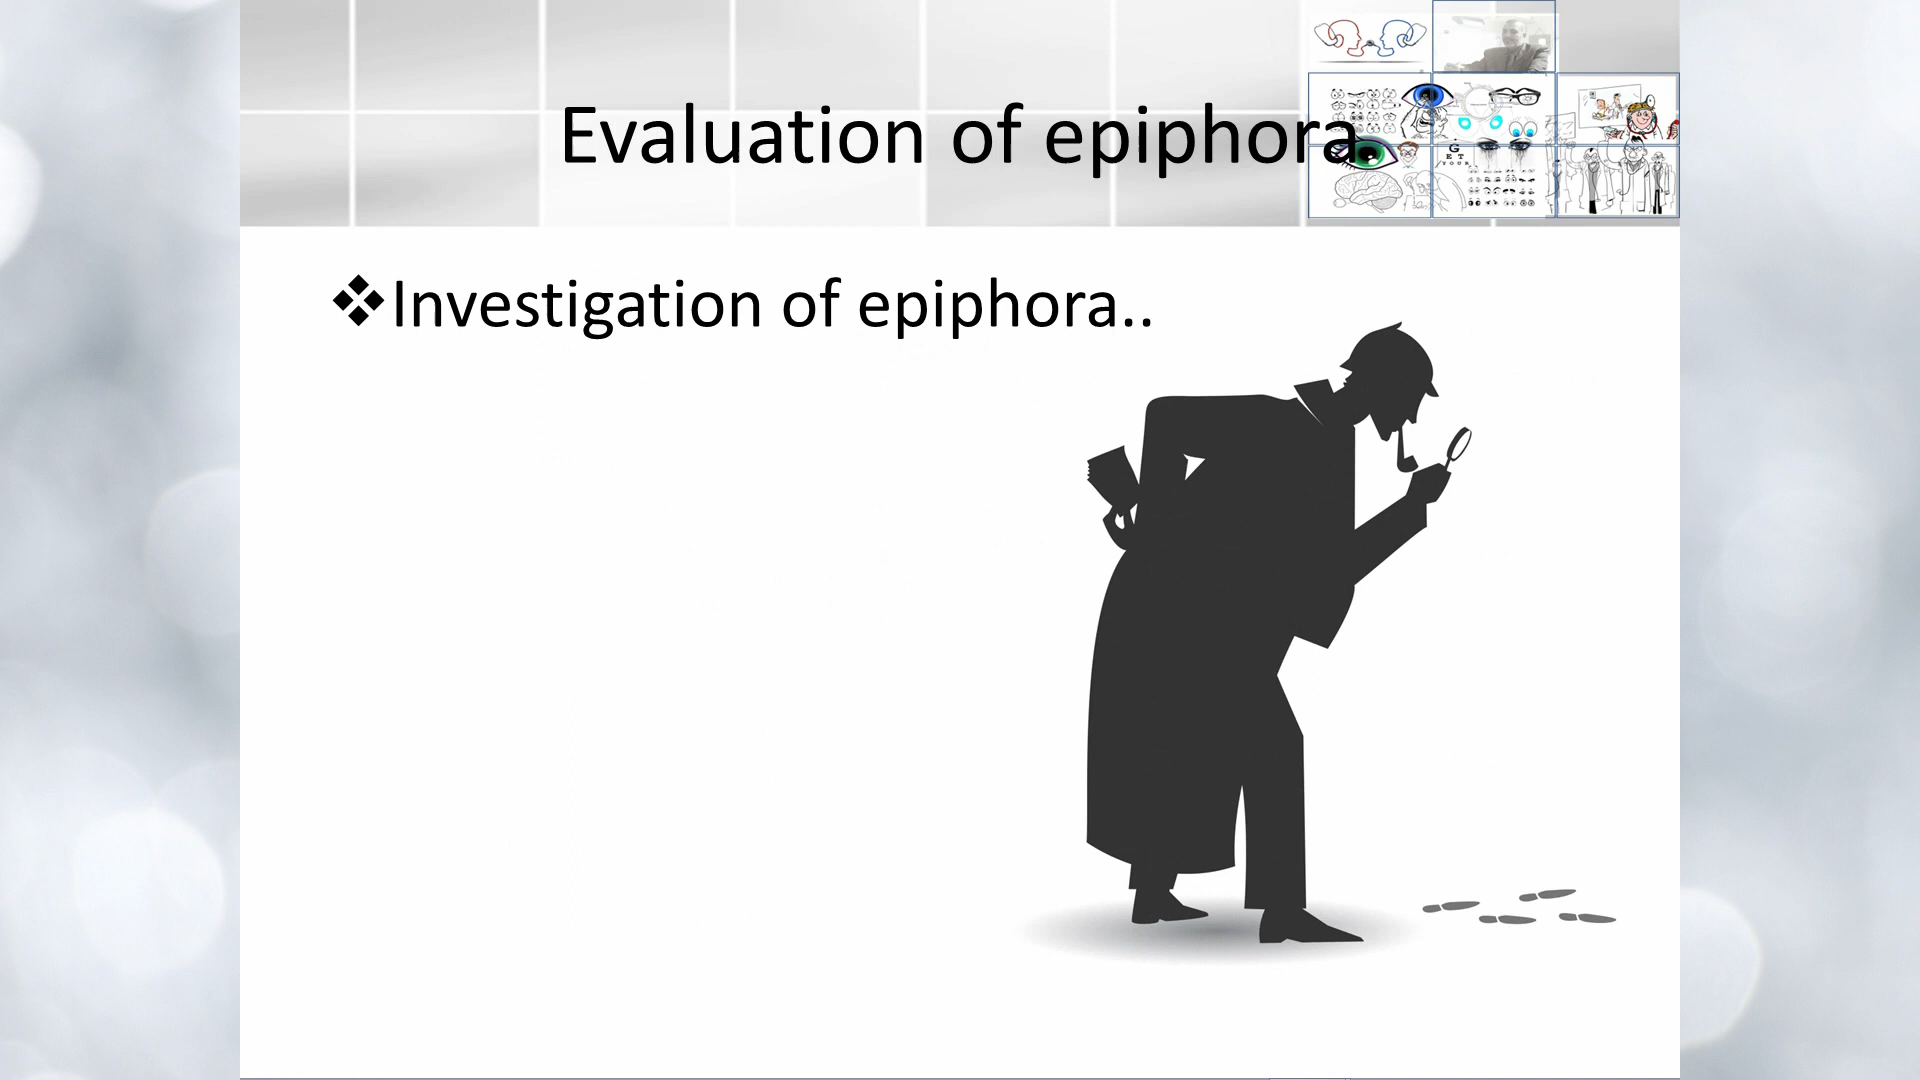 Evaluation of epiphora
❖Investigation of epiphora..
G
E T
Y O U R